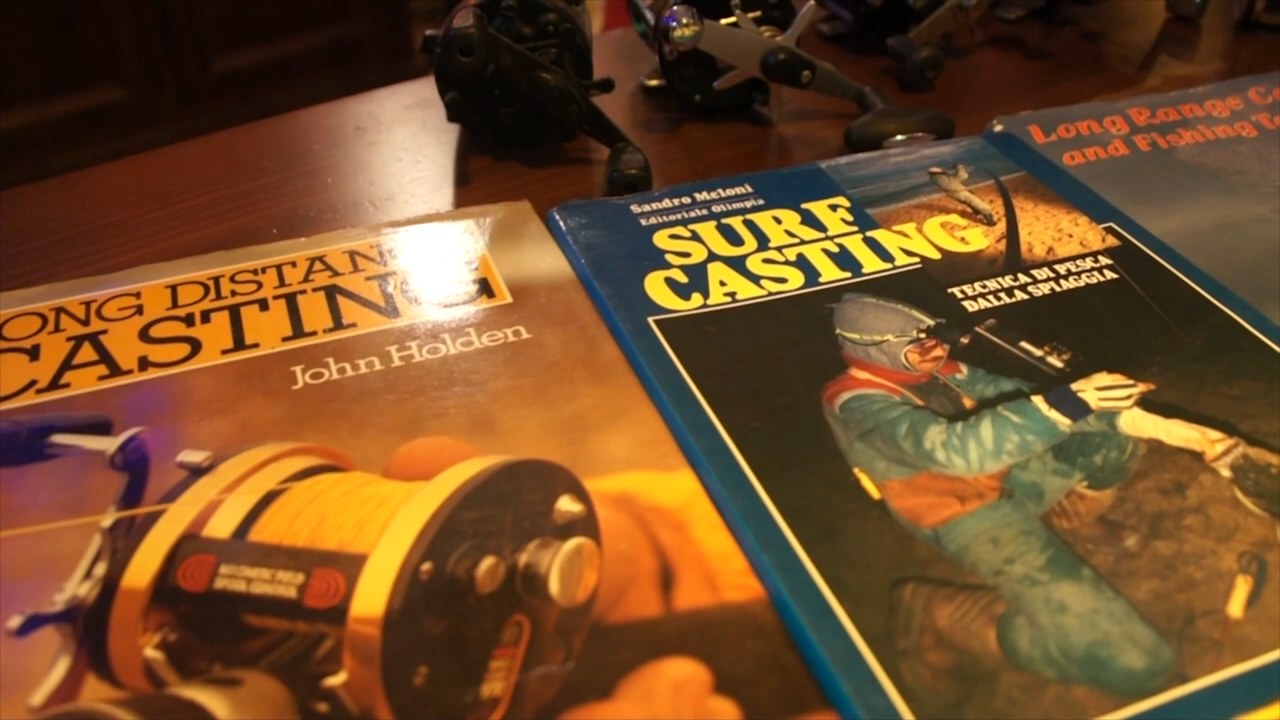 ONG DISTAN
CASTING
John Holden
Sandro Meloni
Editoriale Olimpia
SURF
CASTING
TECNICA DI PESCA
DALLA SPIAGGIA
Long Range
and Fishing